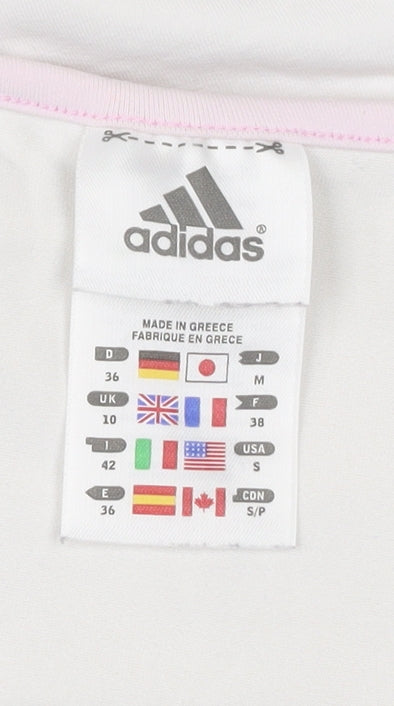 adidas®
MADE IN GREECE
FABRIQUE EN GRECE
D J
36 M
UK F
10 38
I USA
42 S
E CDN
36 S/P